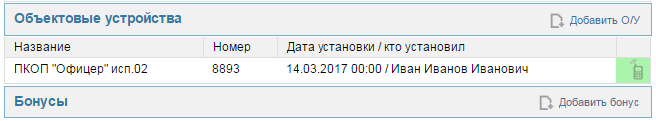 Объектовые устройства Добавить О/У
Название Номер Дата установки / кто установил
ПКОП "Офицер" исп.02 8893 14.03.2017 00:00 / Иван Иванов Иванович
Бонусы Добавить бонус